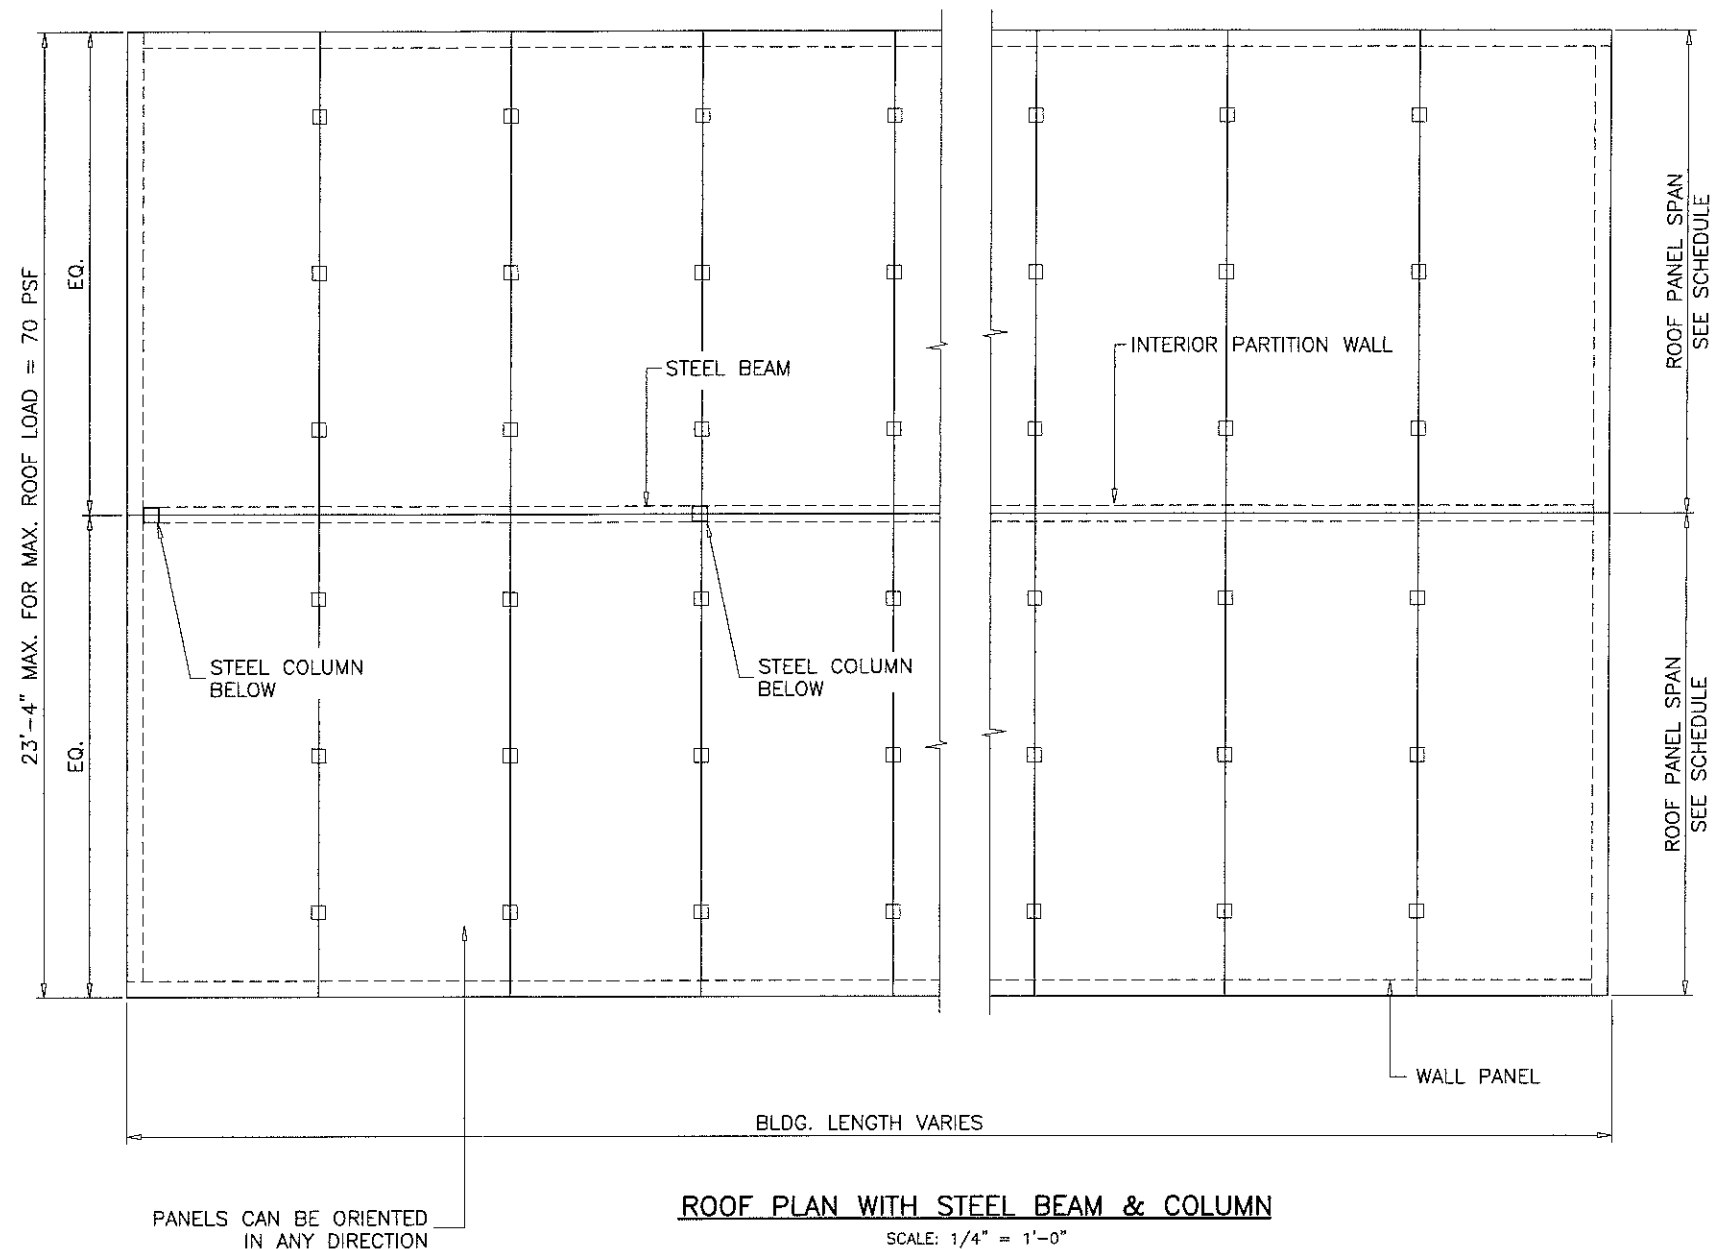 23'-4" MAX. FOR MAX. ROOF LOAD = 70 PSF
EQ.
EQ.
STEEL BEAM
INTERIOR PARTITION WALL
ROOF PANEL SPAN
SEE SCHEDULE
STEEL COLUMN
BELOW
STEEL COLUMN
BELOW
ROOF PANEL SPAN
SEE SCHEDULE
WALL PANEL
BLDG. LENGTH VARIES
PANELS CAN BE ORIENTED
IN ANY DIRECTION
ROOF PLAN WITH STEEL BEAM & COLUMN
SCALE: 1/4" = 1'-0"